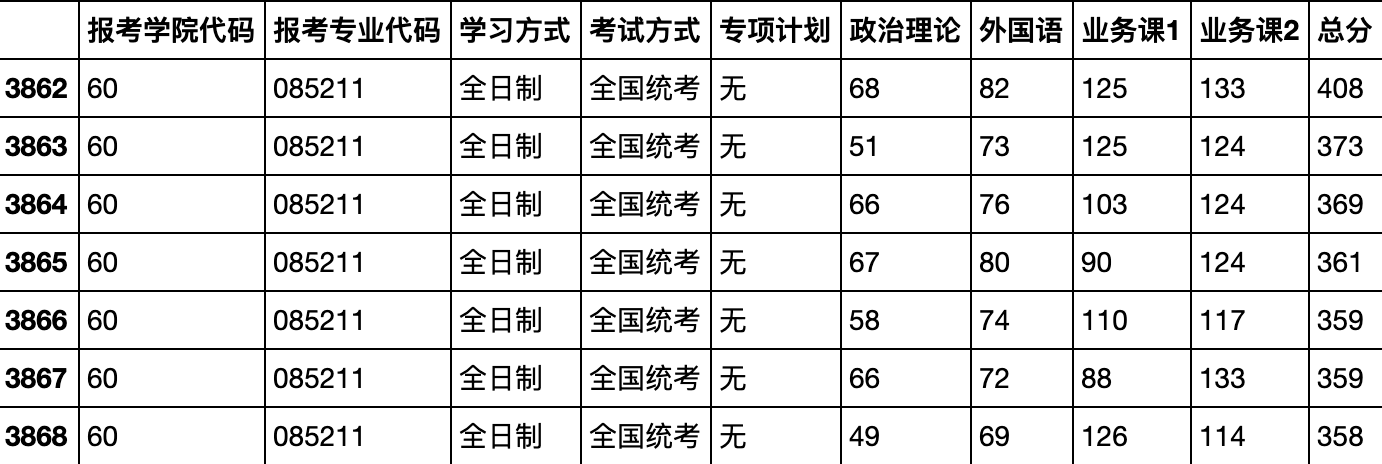 报考学院代码 报考专业代码 学习方式 考试方式 专项计划 政治理论 外国语 业务课1 业务课2 总分
3862 60 085211 全日制 全国统考 无 68 82 125 133 408
3863 60 085211 全日制 全国统考 无 51 73 125 124 373
3864 60 085211 全日制 全国统考 无 66 76 103 124 369
3865 60 085211 全日制 全国统考 无 67 80 90 124 361
3866 60 085211 全日制 全国统考 无 58 74 110 117 359
3867 60 085211 全日制 全国统考 无 66 72 88 133 359
3868 60 085211 全日制 全国统考 无 49 69 126 114 358